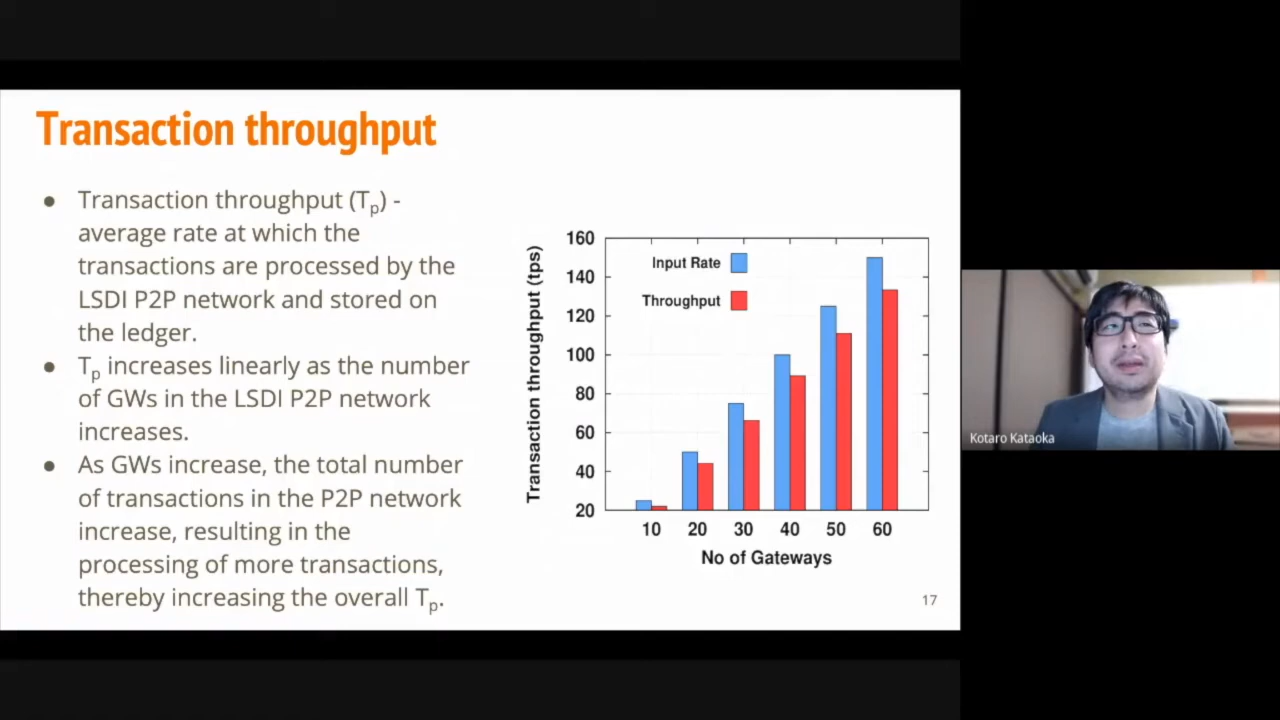 Transaction throughput
● Transaction throughput (Tp) -
average rate at which the
transactions are processed by the
LSDI P2P network and stored on
the ledger.
● Tp increases linearly as the number
of GWs in the LSDI P2P network
increases.
● As GWs increase, the total number
of transactions in the P2P network
increase, resulting in the
processing of more transactions,
thereby increasing the overall Tp.
Transaction throughput (tps)
160
140
120
100
80
60
40
20
Input Rate
Throughput
10 20 30 40 50 60
No of Gateways
17
Kotaro Kataoka